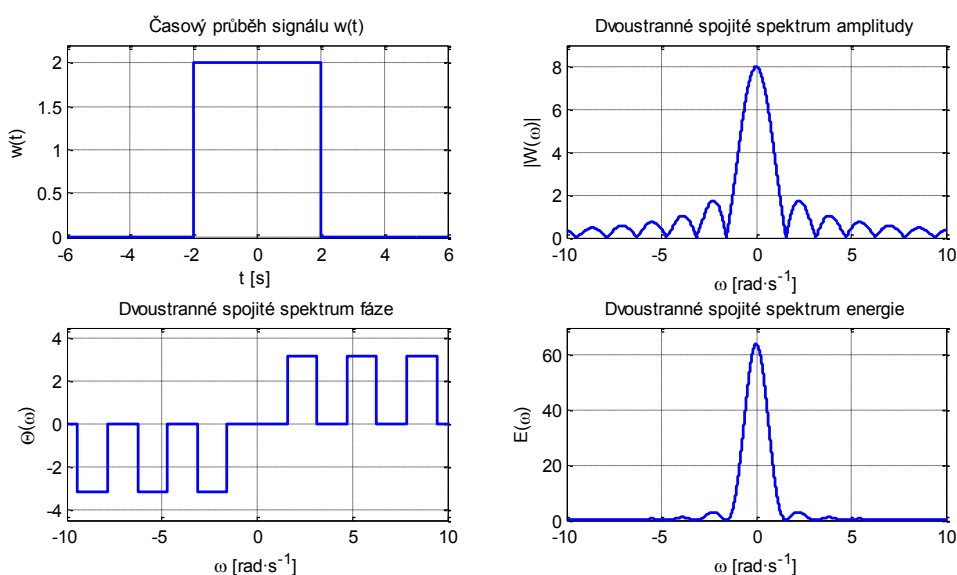 Časový průběh signálu w(t)
w(t)
2
1.5
1
0.5
0
-6 -4 -2 0 2 4 6
t [s]
Dvoustranné spojité spektrum amplitudy
|W(ω)|
8
6
4
2
0
-10 -5 0 5 10
ω [rad·s⁻¹]
Dvoustranné spojité spektrum fáze
Θ(ω)
4
2
0
-2
-4
-10 -5 0 5 10
ω [rad·s⁻¹]
Dvoustranné spojité spektrum energie
E(ω)
60
40
20
0
-10 -5 0 5 10
ω [rad·s⁻¹]